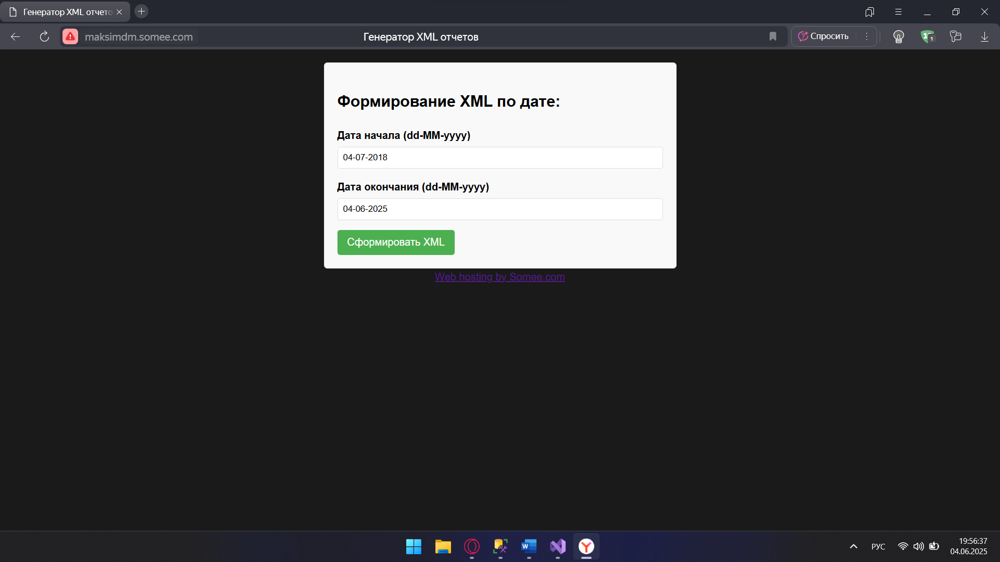 Генератор XML отчето
maksimdm.somee.com
Генератор XML отчетов
Спросить
1
Формирование XML по дате:
Дата начала (dd-MM-yyyy)
04-07-2018
Дата окончания (dd-MM-yyyy)
04-06-2025
Сформировать XML
Web hosting by Somee.com
РУС
19:56:37
04.06.2025